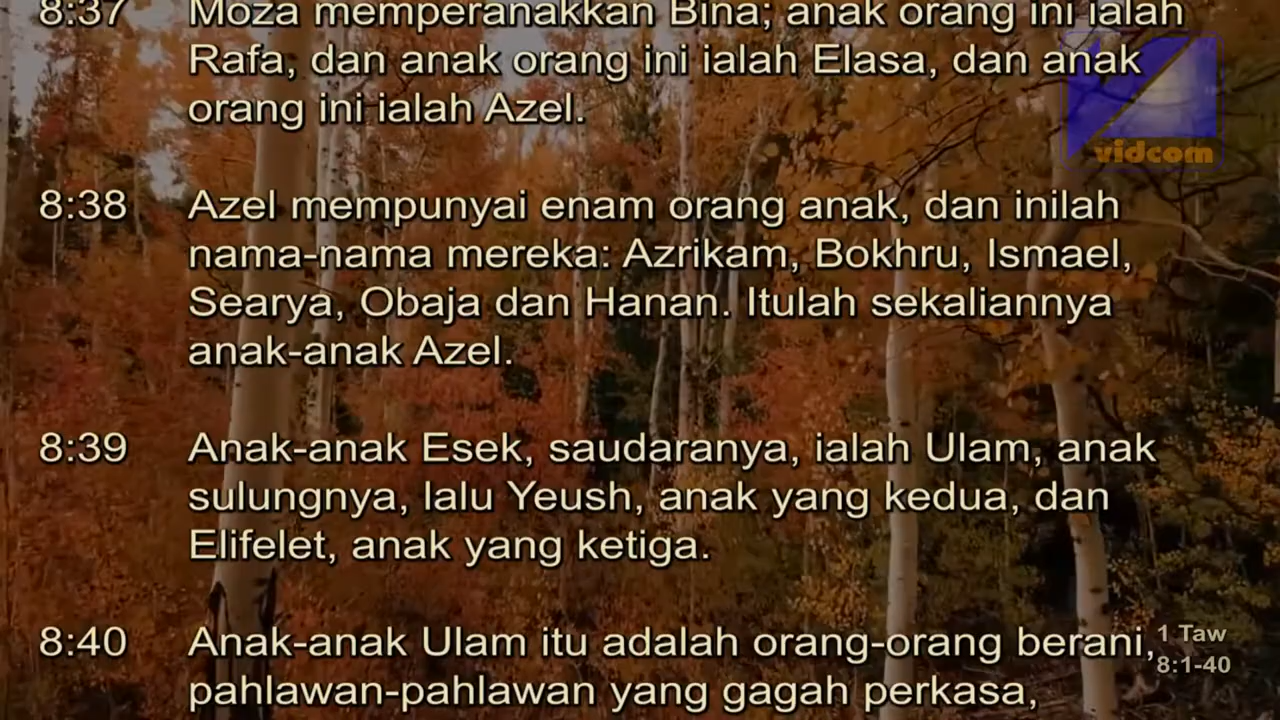 8:37 Moza memperanakkan Bina; anak orang ini ialah
Rafa, dan anak orang ini ialah Elasa, dan anak
orang ini ialah Azel.
8:38 Azel mempunyai enam orang anak, dan inilah
nama-nama mereka: Azrikam, Bokhru, Ismael,
Searya, Obaja dan Hanan. Itulah sekaliannya
anak-anak Azel.
8:39 Anak-anak Esek, saudaranya, ialah Ulam, anak
sulungnya, lalu Yeush, anak yang kedua, dan
Elifelet, anak yang ketiga.
8:40 Anak-anak Ulam itu adalah orang-orang berani,
pahlawan-pahlawan yang gagah perkasa,
vidcom
1 Taw
8:1-40